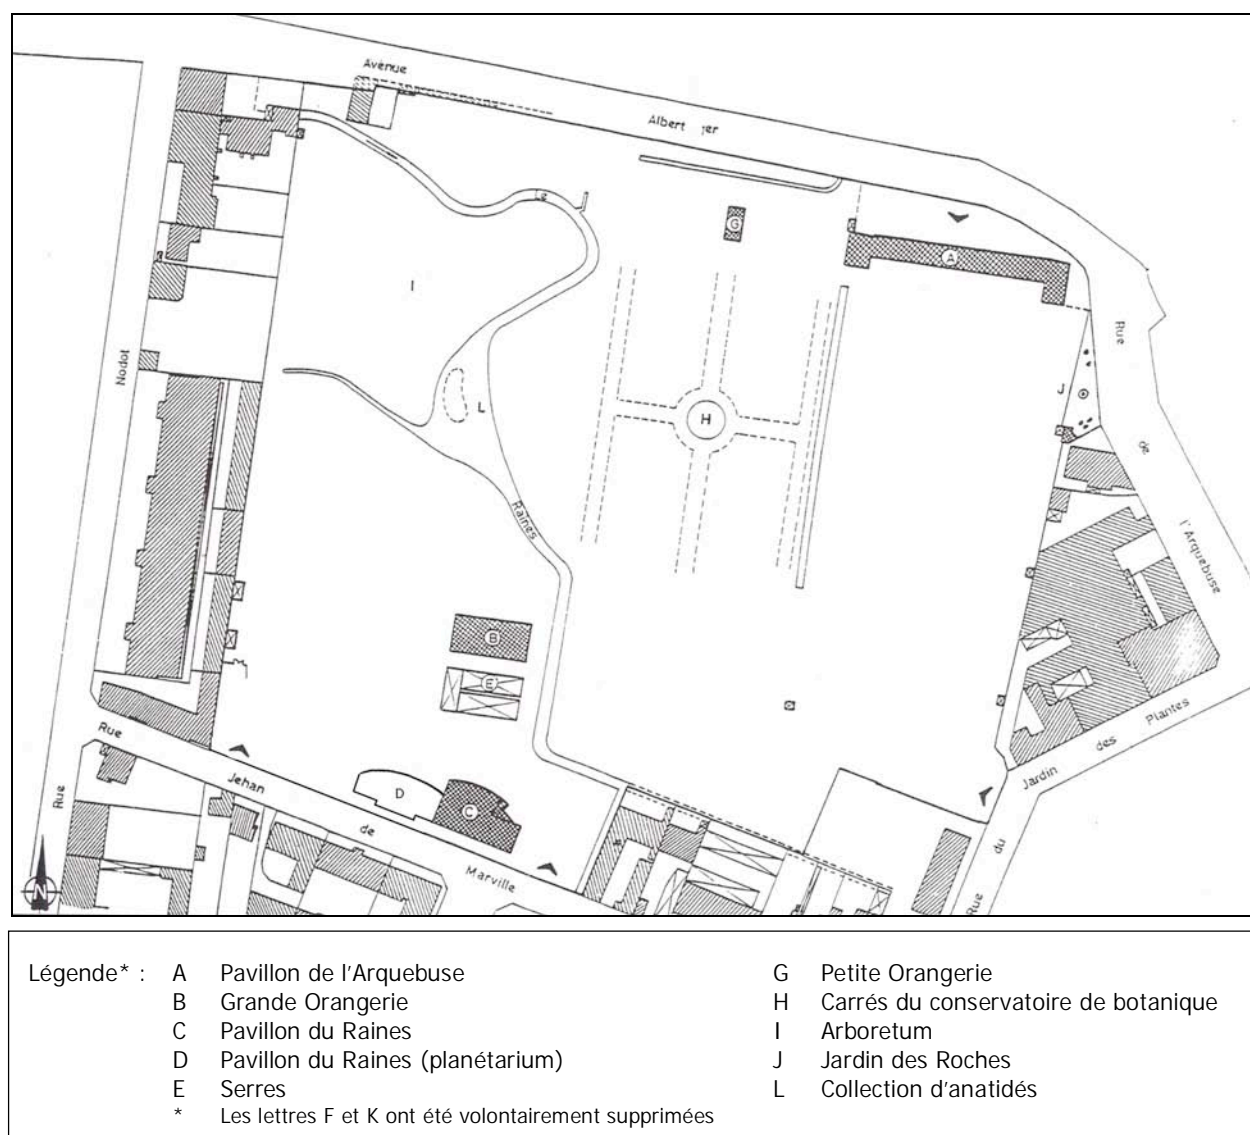 Avenue
Albert 1er
le
G
A
I
Rue
Nodot
J
L
H
de
Raines
l'Arquebuse
B
E
Plantes
des
Rue
Jardin
Jehan
D
C
Rue
de
du
Marville
N
Rue
Légende* :
A Pavillon de l'Arquebuse
B Grande Orangerie
C Pavillon du Raines
D Pavillon du Raines (planétarium)
E Serres
* Les lettres F et K ont été volontairement supprimées
G Petite Orangerie
H Carrés du conservatoire de botanique
I Arboretum
J Jardin des Roches
L Collection d'anatidés